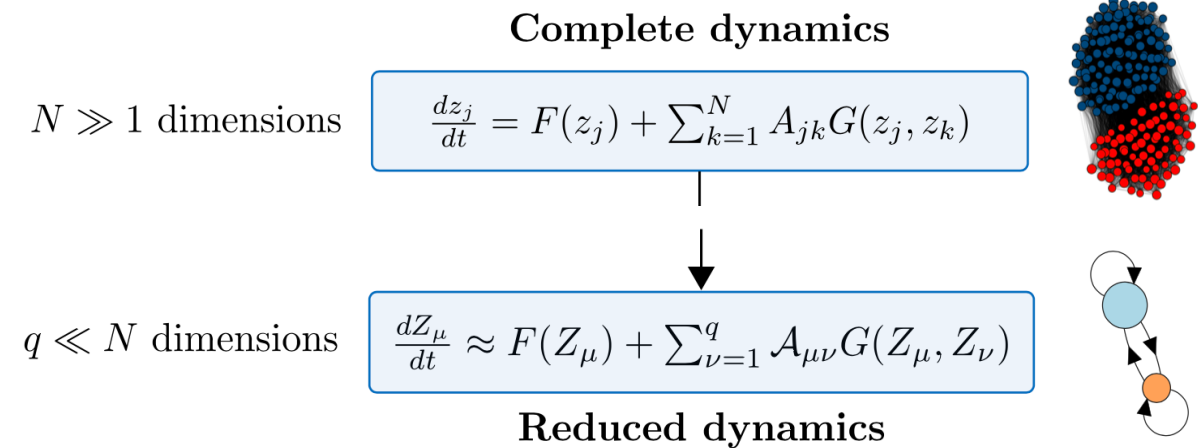 Complete dynamics
N ≫ 1 dimensions
dz_j/dt = F(z_j) + ∑_{k=1}^{N} A_{jk}G(z_j, z_k)
q ≪ N dimensions
dZ_μ/dt ≈ F(Z_μ) + ∑_{ν=1}^{q} 𝒜_{μν}G(Z_μ, Z_ν)
Reduced dynamics